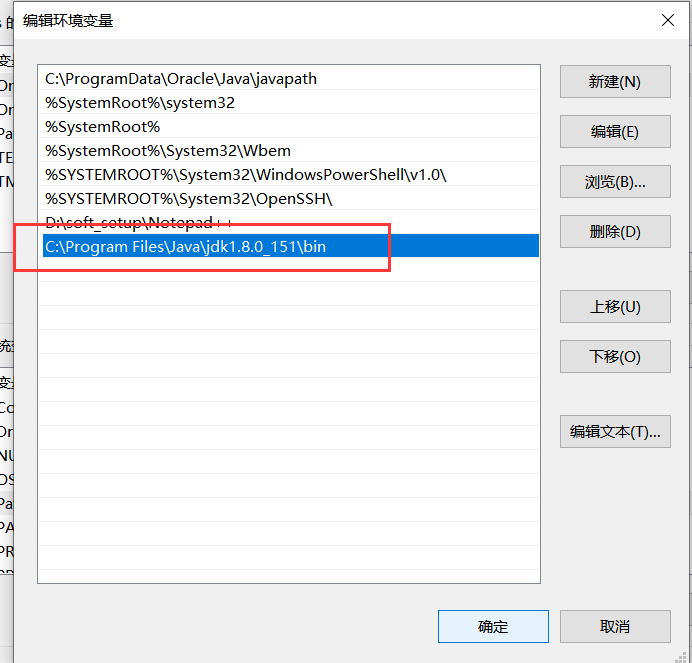 编辑环境变量
C:\ProgramData\Oracle\Java\javapath
%SystemRoot%\system32
%SystemRoot%
%SystemRoot%\System32\Wbem
%SYSTEMROOT%\System32\WindowsPowerShell\v1.0\
%SYSTEMROOT%\System32\OpenSSH\
D:\soft_setup\Notepad++
C:\Program Files\Java\jdk1.8.0_151\bin
新建(N)
编辑(E)
浏览(B)...
删除(D)
上移(U)
下移(O)
编辑文本(T)...
确定
取消